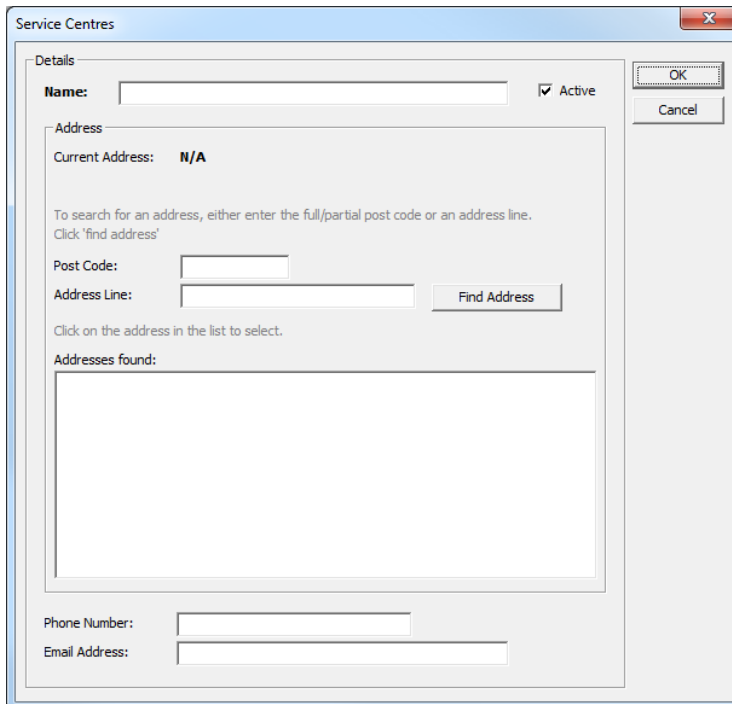 Service Centres
Details
OK
Name:
Active
Cancel
Address
Current Address: N/A
To search for an address, either enter the full/partial post code or an address line.
Click 'find address'
Post Code:
Address Line:
Find Address
Click on the address in the list to select.
Addresses found:
Phone Number:
Email Address: